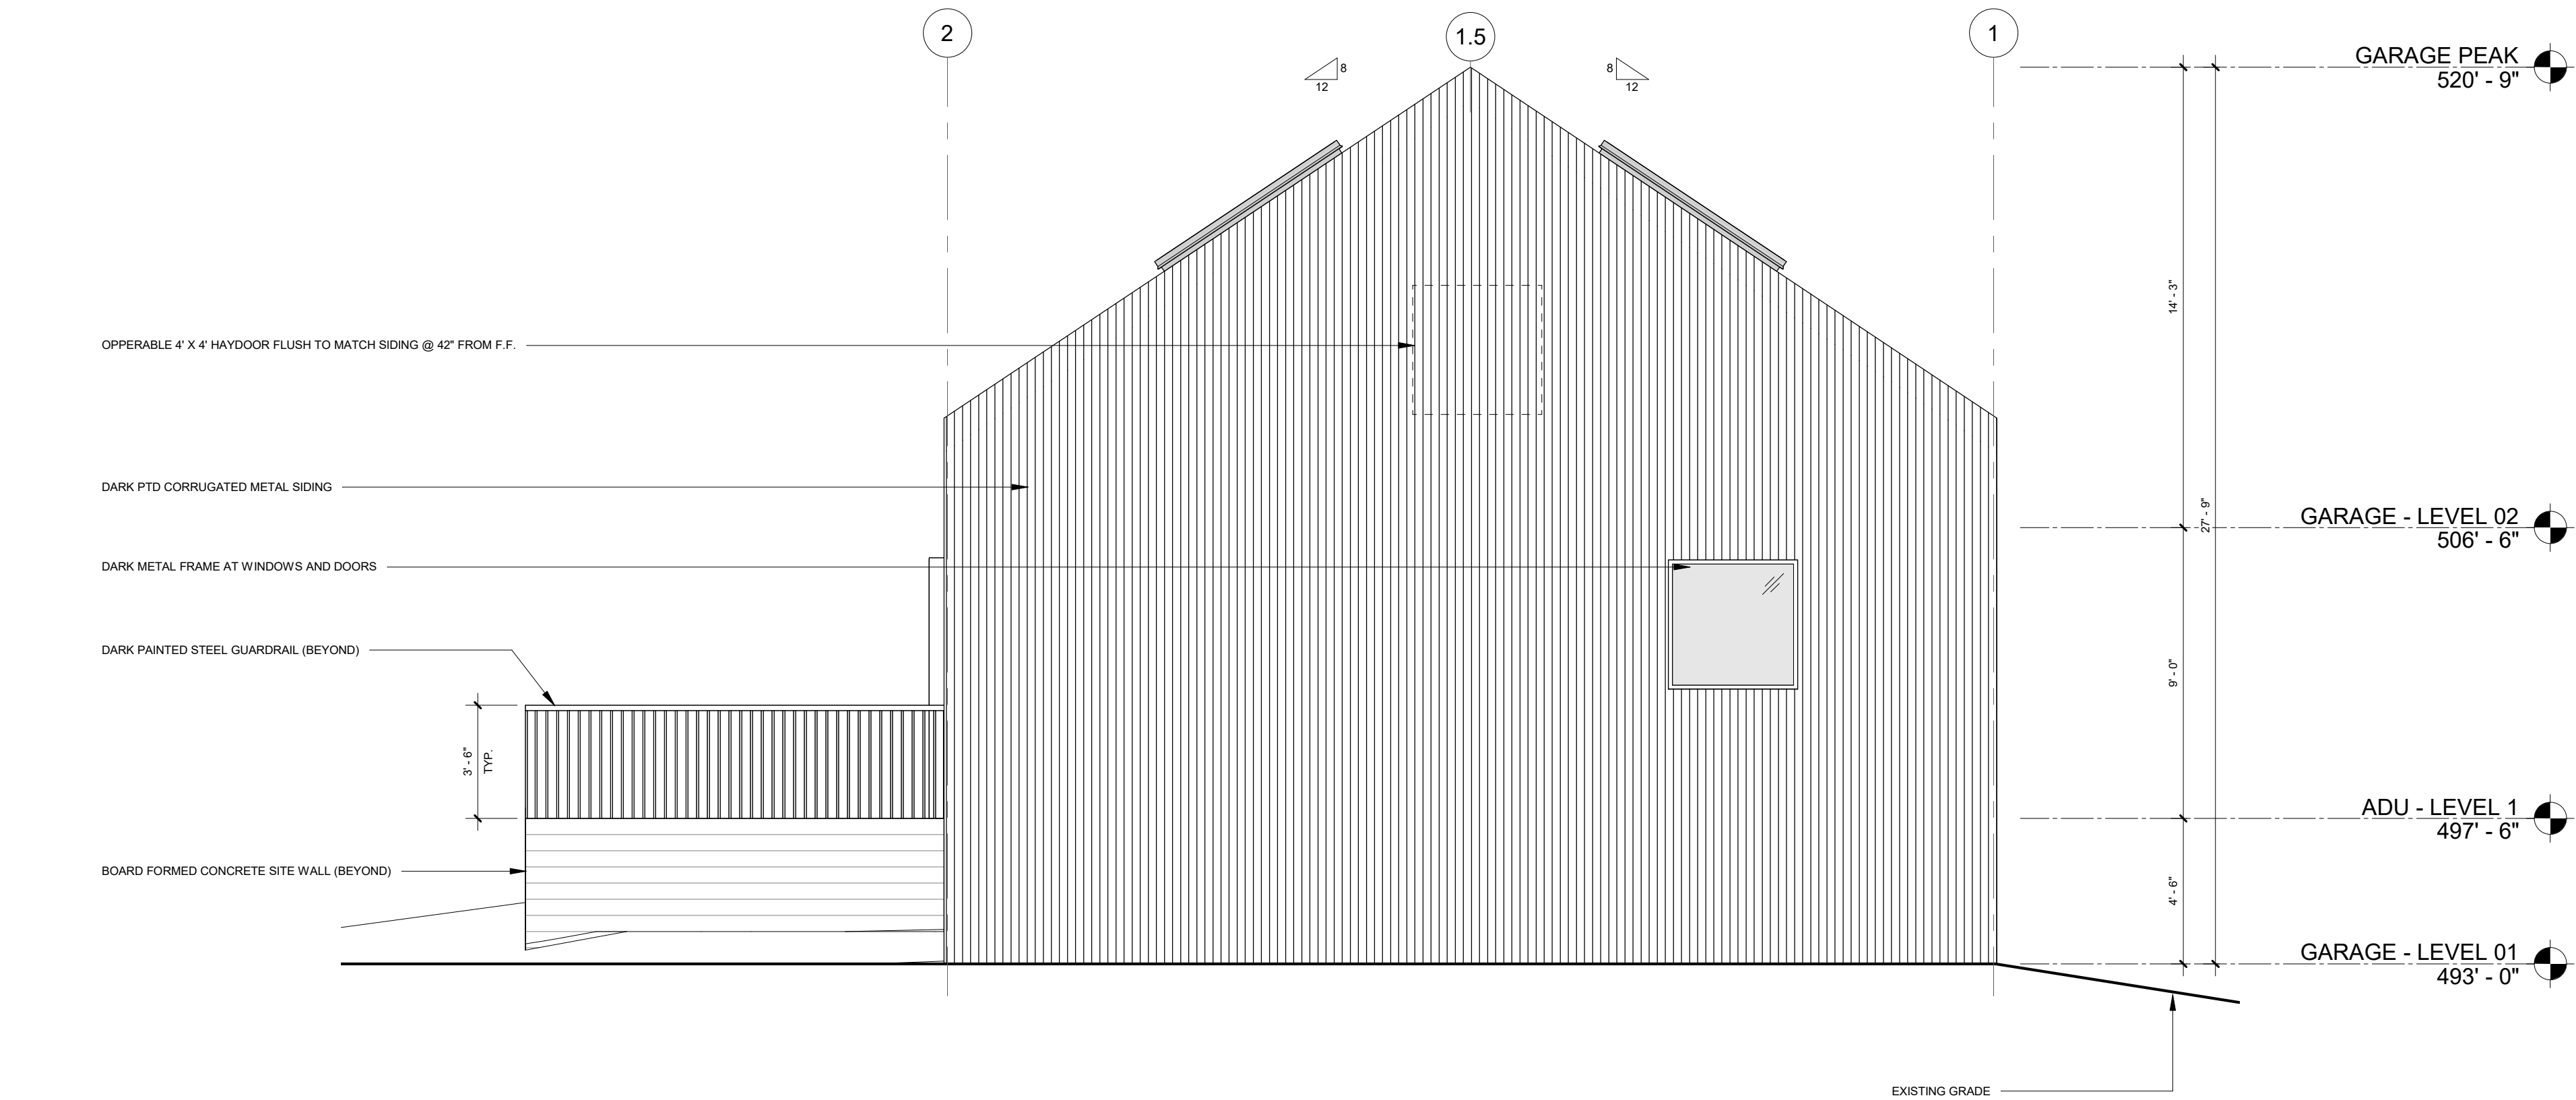 2
1.5
1
8
12
8
12
GARAGE PEAK
520' - 9"
14' - 3"
OPPERABLE 4' X 4' HAYDOOR FLUSH TO MATCH SIDING @ 42" FROM F.F.
DARK PTD CORRUGATED METAL SIDING
27' - 9"
GARAGE - LEVEL 02
506' - 6"
DARK METAL FRAME AT WINDOWS AND DOORS
DARK PAINTED STEEL GUARDRAIL (BEYOND)
9' - 0"
3' - 6"
TYP.
ADU - LEVEL 1
497' - 6"
BOARD FORMED CONCRETE SITE WALL (BEYOND)
4' - 6"
GARAGE - LEVEL 01
493' - 0"
EXISTING GRADE